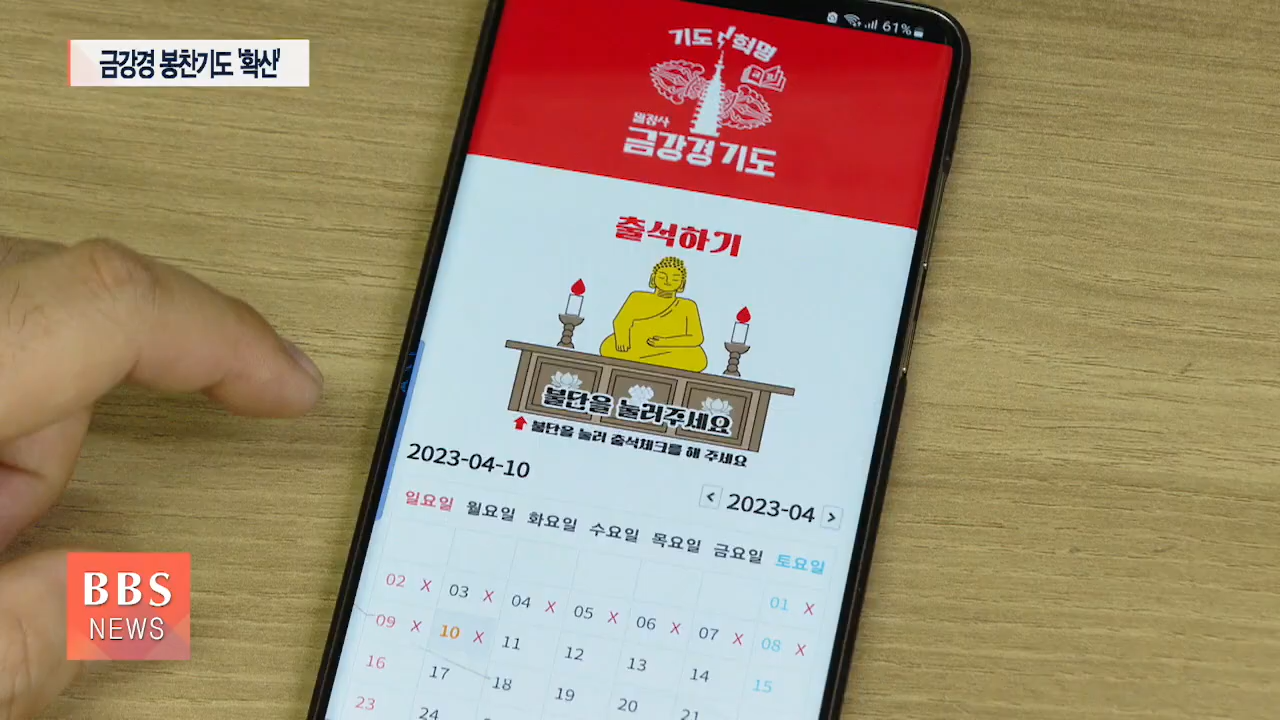 금강경 봉찬기도 '확산'
61%
기도 혁명
월정사
금강경기도
출석하기
불단을 눌러주세요
불단을 눌러 출석체크를 해 주세요
2023-04-10
< 2023-04 >
일요일 월요일 화요일 수요일 목요일 금요일 토요일
01 X
02 X 03 X 04 X 05 X 06 X 07 X 08 X
09 X 10 X 11 12 13 14 15
16 17 18 19 20 21
23 24
BBS
NEWS